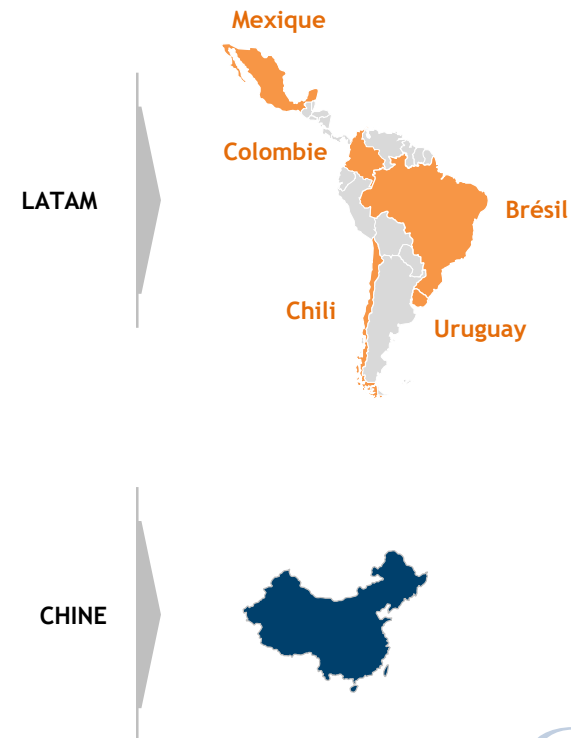 Mexique
Colombie
LATAM
Brésil
Chili
Uruguay
CHINE